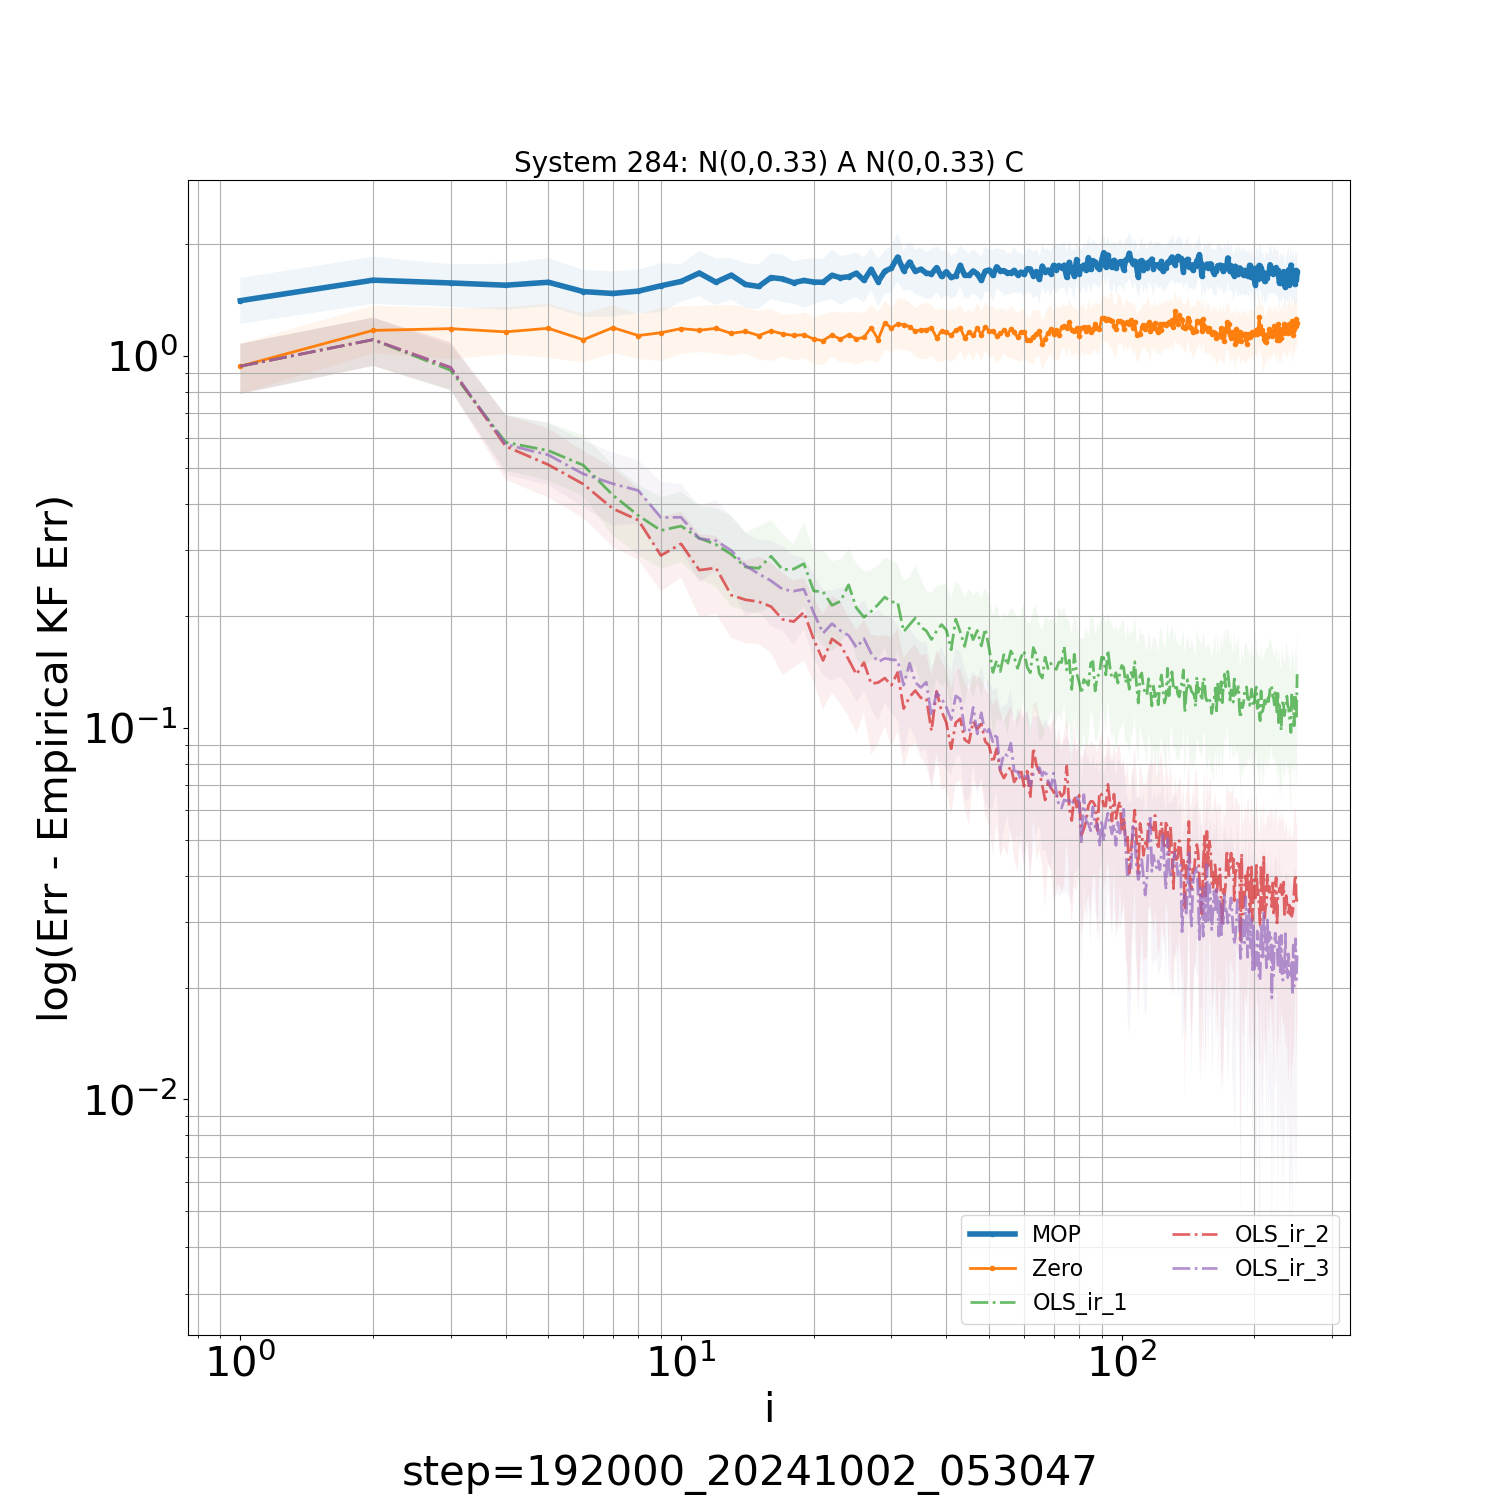 System 284: N(0,0.33) A N(0,0.33) C
log(Err - Empirical KF Err)
10⁰
10⁻¹
10⁻²
10⁰ 10¹ 10²
i
MOP
Zero
OLS_ir_1
OLS_ir_2
OLS_ir_3
step=192000_20241002_053047